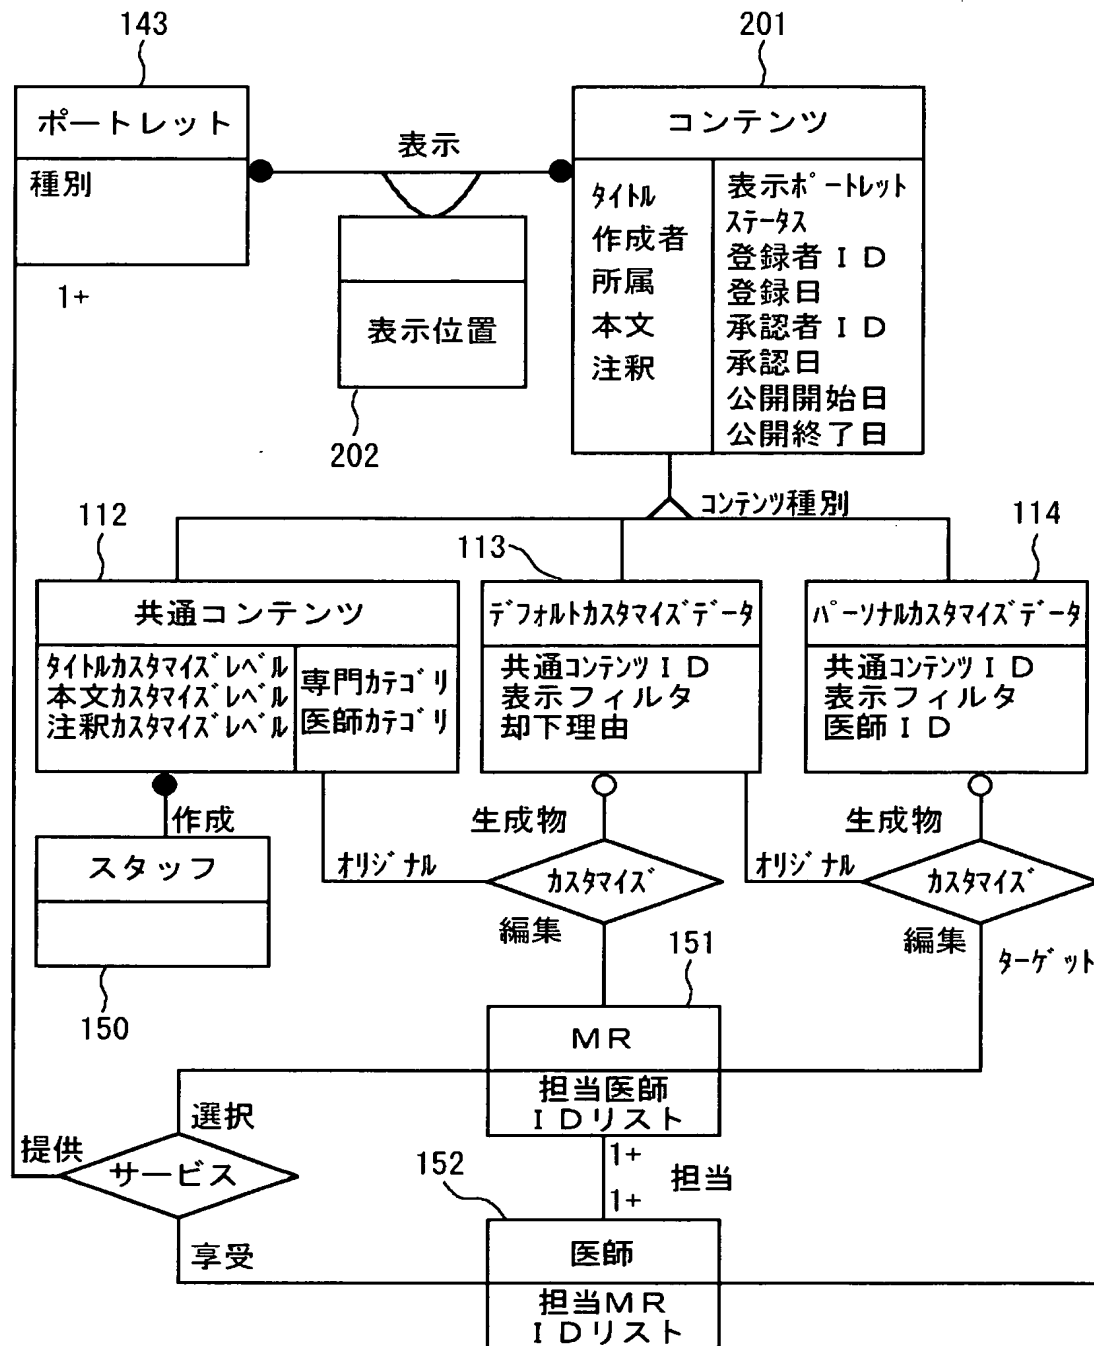 143
201
ポートレット
種別
1+
表示
コンテンツ
タイトル
作成者
所属
本文
注釈
表示ポートレット
ステータス
登録者ID
登録日
承認者ID
承認日
公開開始日
公開終了日
表示位置
202
コンテンツ種別
112
113
114
共通コンテンツ
タイトルカスタマイズレベル
本文カスタマイズレベル
注釈カスタマイズレベル
専門カテゴリ
医師カテゴリ
デフォルトカスタマイズデータ
共通コンテンツID
表示フィルタ
却下理由
パーソナルカスタマイズデータ
共通コンテンツID
表示フィルタ
医師ID
作成
スタッフ
150
生成物
オリジナル
カスタマイズ
編集
生成物
オリジナル
カスタマイズ
編集
ターゲット
151
MR
担当医師
IDリスト
選択
提供
サービス
享受
1+
担当
1+
152
医師
担当MR
IDリスト